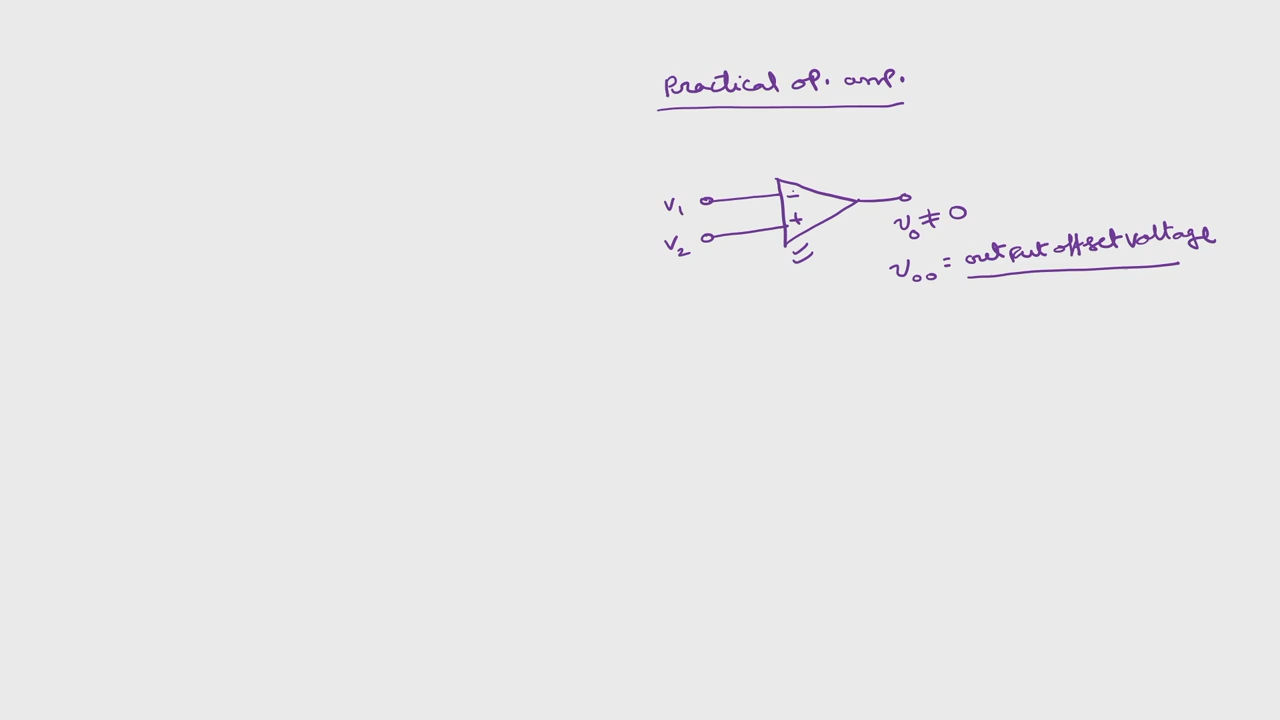 Practical op. amp.
v₁
−
+
v₂
v₀ ≠ 0
v₀₀ = output offset voltage